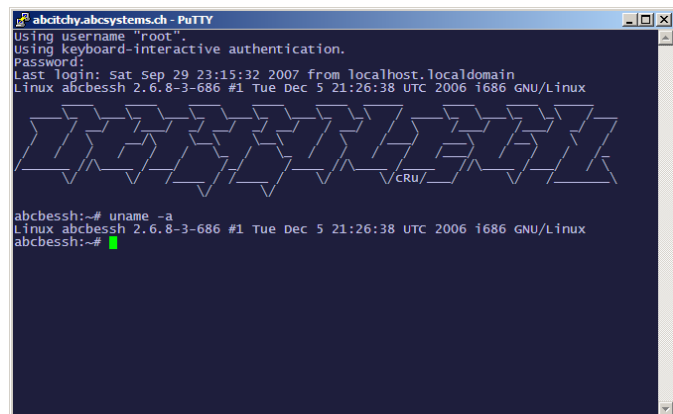 abcitchy.abcsystems.ch - PuTTY
Using username "root".
Using keyboard-interactive authentication.
Password:
Last login: Sat Sep 29 23:15:32 2007 from localhost.localdomain
Linux abcbessh 2.6.8-3-686 #1 Tue Dec 5 21:26:38 UTC 2006 i686 GNU/Linux
cRu
abcbessh:~# uname -a
Linux abcbessh 2.6.8-3-686 #1 Tue Dec 5 21:26:38 UTC 2006 i686 GNU/Linux
abcbessh:~#